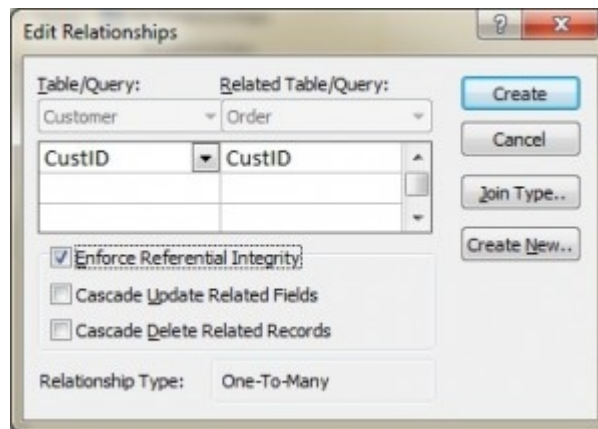 Edit Relationships
Table/Query: Related Table/Query:
Customer Order
CustID CustID
Enforce Referential Integrity
Cascade Update Related Fields
Cascade Delete Related Records
Relationship Type: One-To-Many
?
Create
Cancel
Join Type..
Create New..